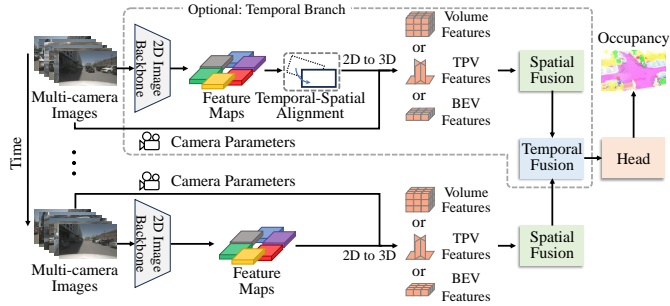 Optional: Temporal Branch
Multi-camera
Images
2D Image
Backbone
Feature
Maps
Temporal-Spatial
Alignment
2D to 3D
Camera Parameters
Volume
Features
or
TPV
Features
or
BEV
Features
Spatial
Fusion
Occupancy
Time
Temporal
Fusion
Head
Camera Parameters
Multi-camera
Images
2D Image
Backbone
Feature
Maps
2D to 3D
Volume
Features
or
TPV
Features
or
BEV
Features
Spatial
Fusion